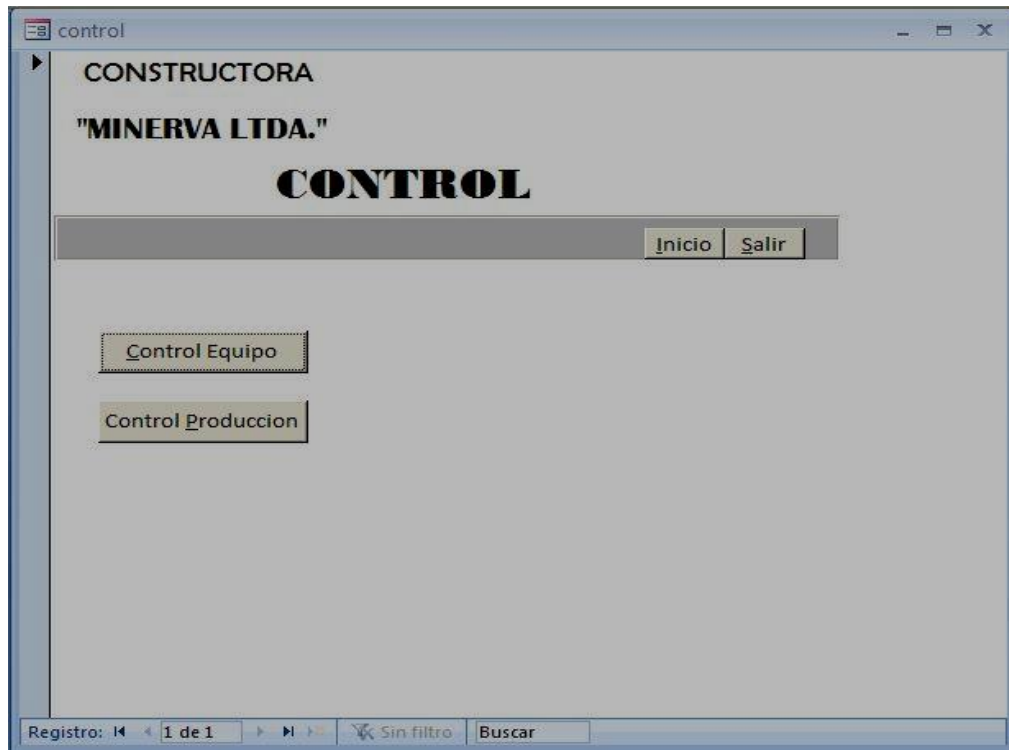 control
CONSTRUCTORA
"MINERVA LTDA."
CONTROL
Inicio Salir
Control Equipo
Control Produccion
Registro: 1 de 1 Sin filtro Buscar